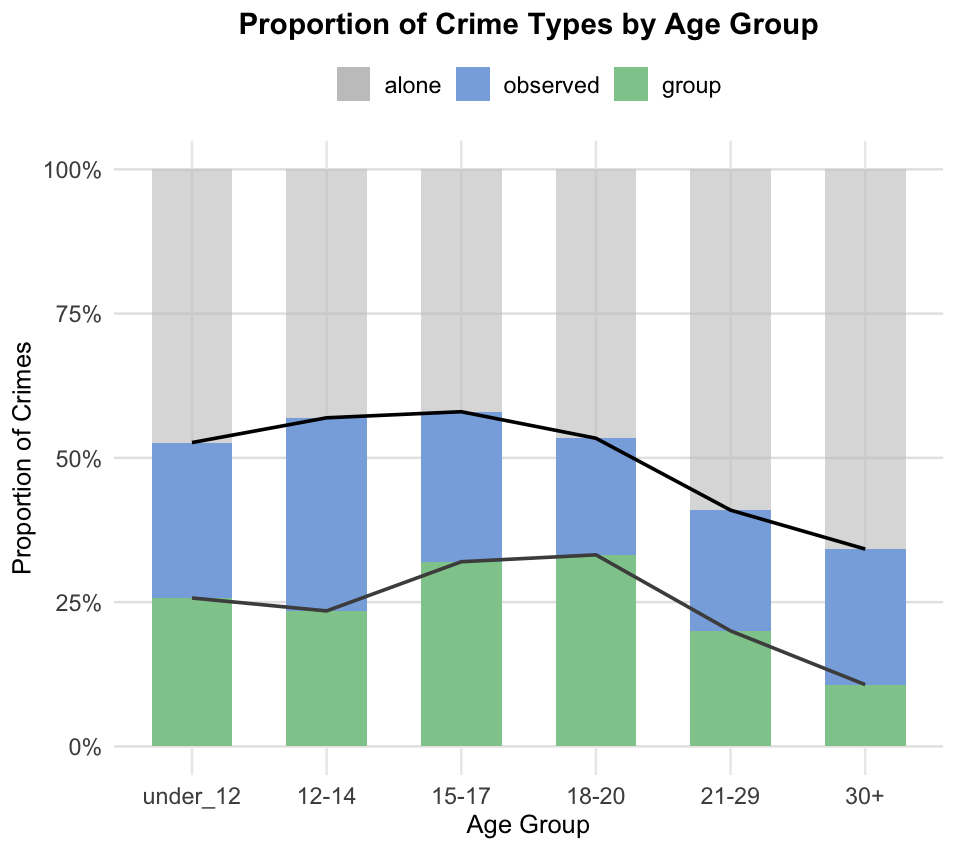 Proportion of Crime Types by Age Group
alone observed group
100%
75%
50%
25%
0%
Proportion of Crimes
under_12 12-14 15-17 18-20 21-29 30+
Age Group